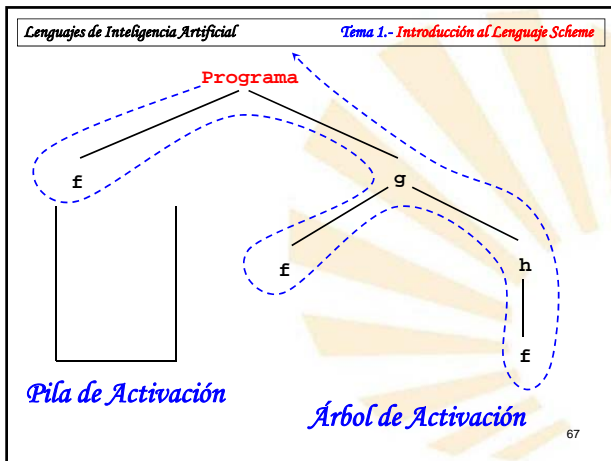 Lenguajes de Inteligencia Artificial Tema 1.- Introducción al Lenguaje Scheme
Programa
f
g
f
h
f
Pila de Activación
Árbol de Activación
67